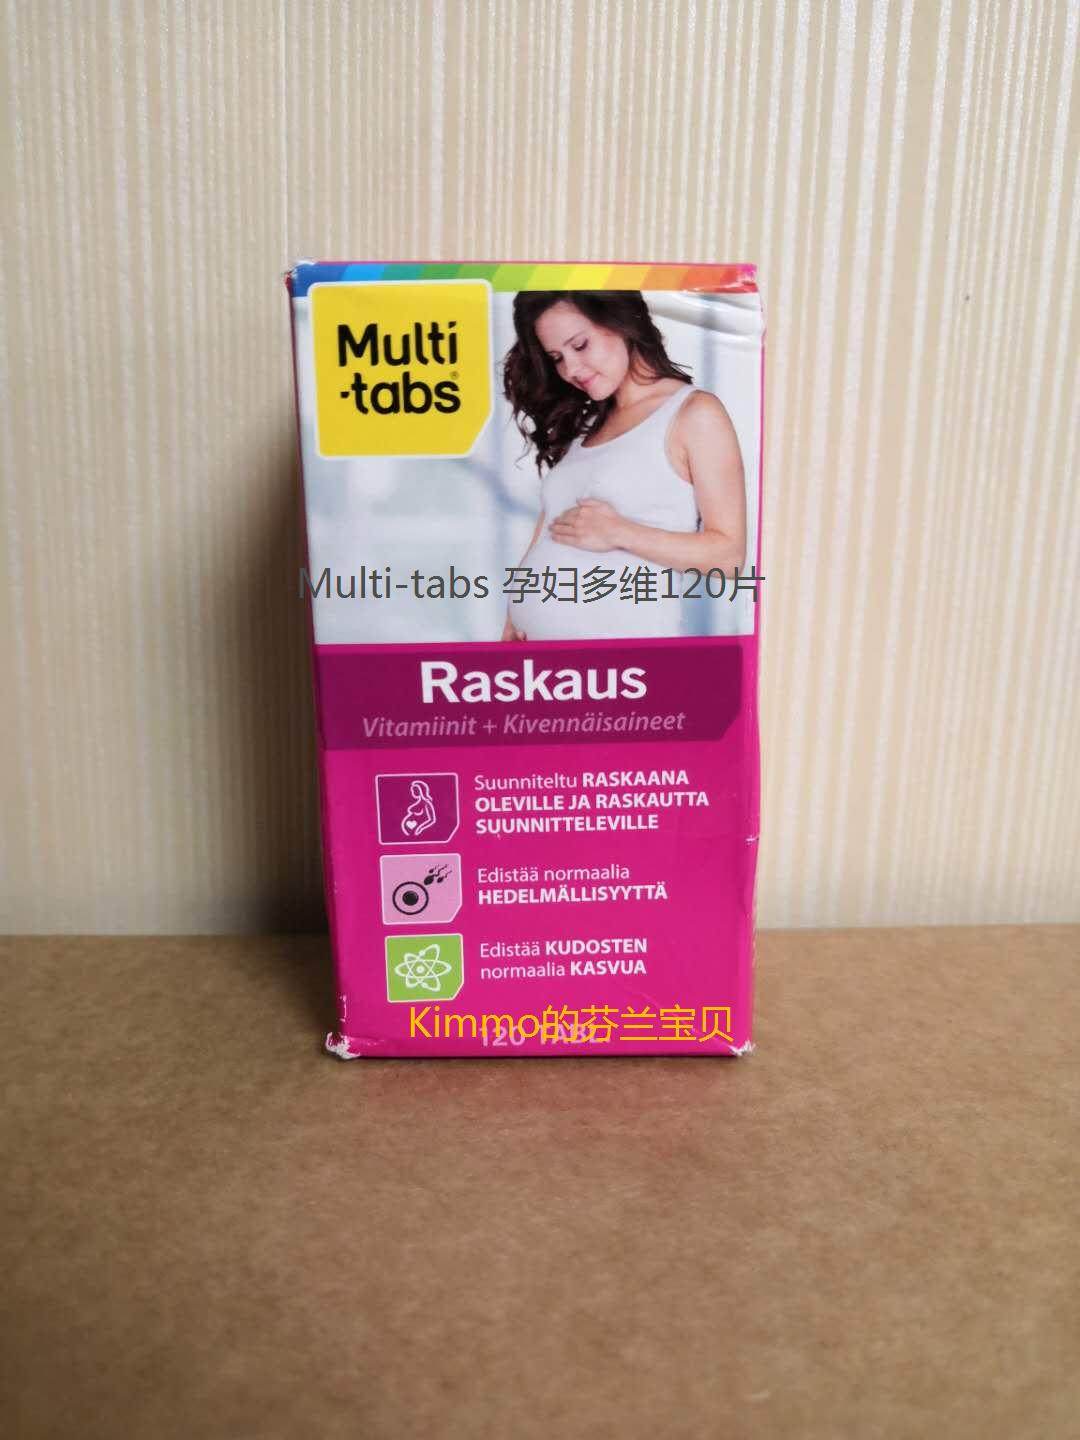 Multi
-tabs®
Multi-tabs 孕妇多维120片
Raskaus
Vitamiinit + Kivennäisaineet
Suunniteltu RASKAANA
OLEVILLE JA RASKAUTTA
SUUNNITTELEVILLE
Edistää normaalia
HEDELMÄLLISYYTTÄ
Edistää KUDOSTEN
normaalia KASVUA
Kimmo的芬兰宝贝
120 TABL